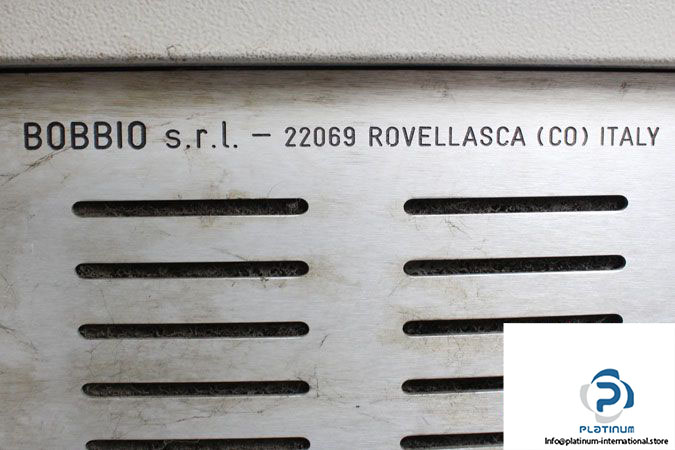 BOBBIO s.r.l. – 22069 ROVELLASCA (CO) ITALY
PLATINUM
Info@platinum-international.store